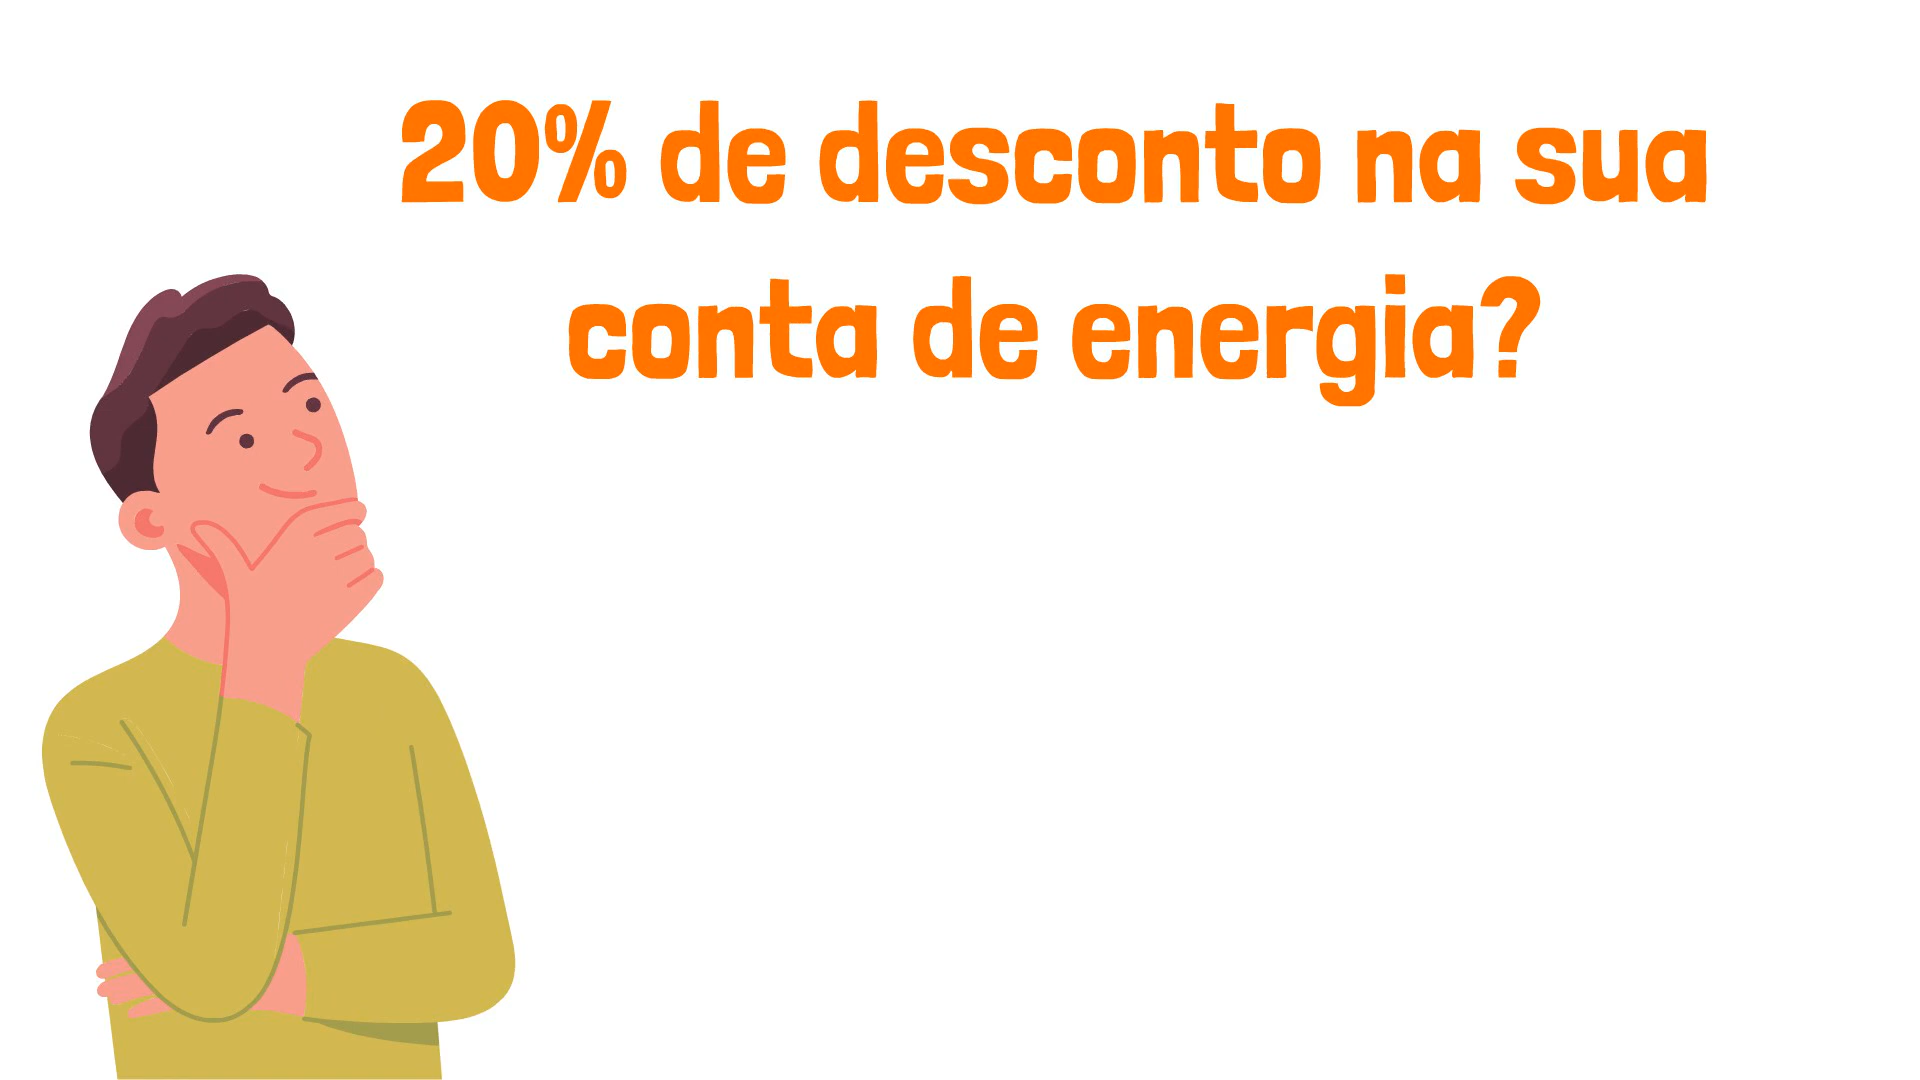 20% de desconto na sua
conta de energia?